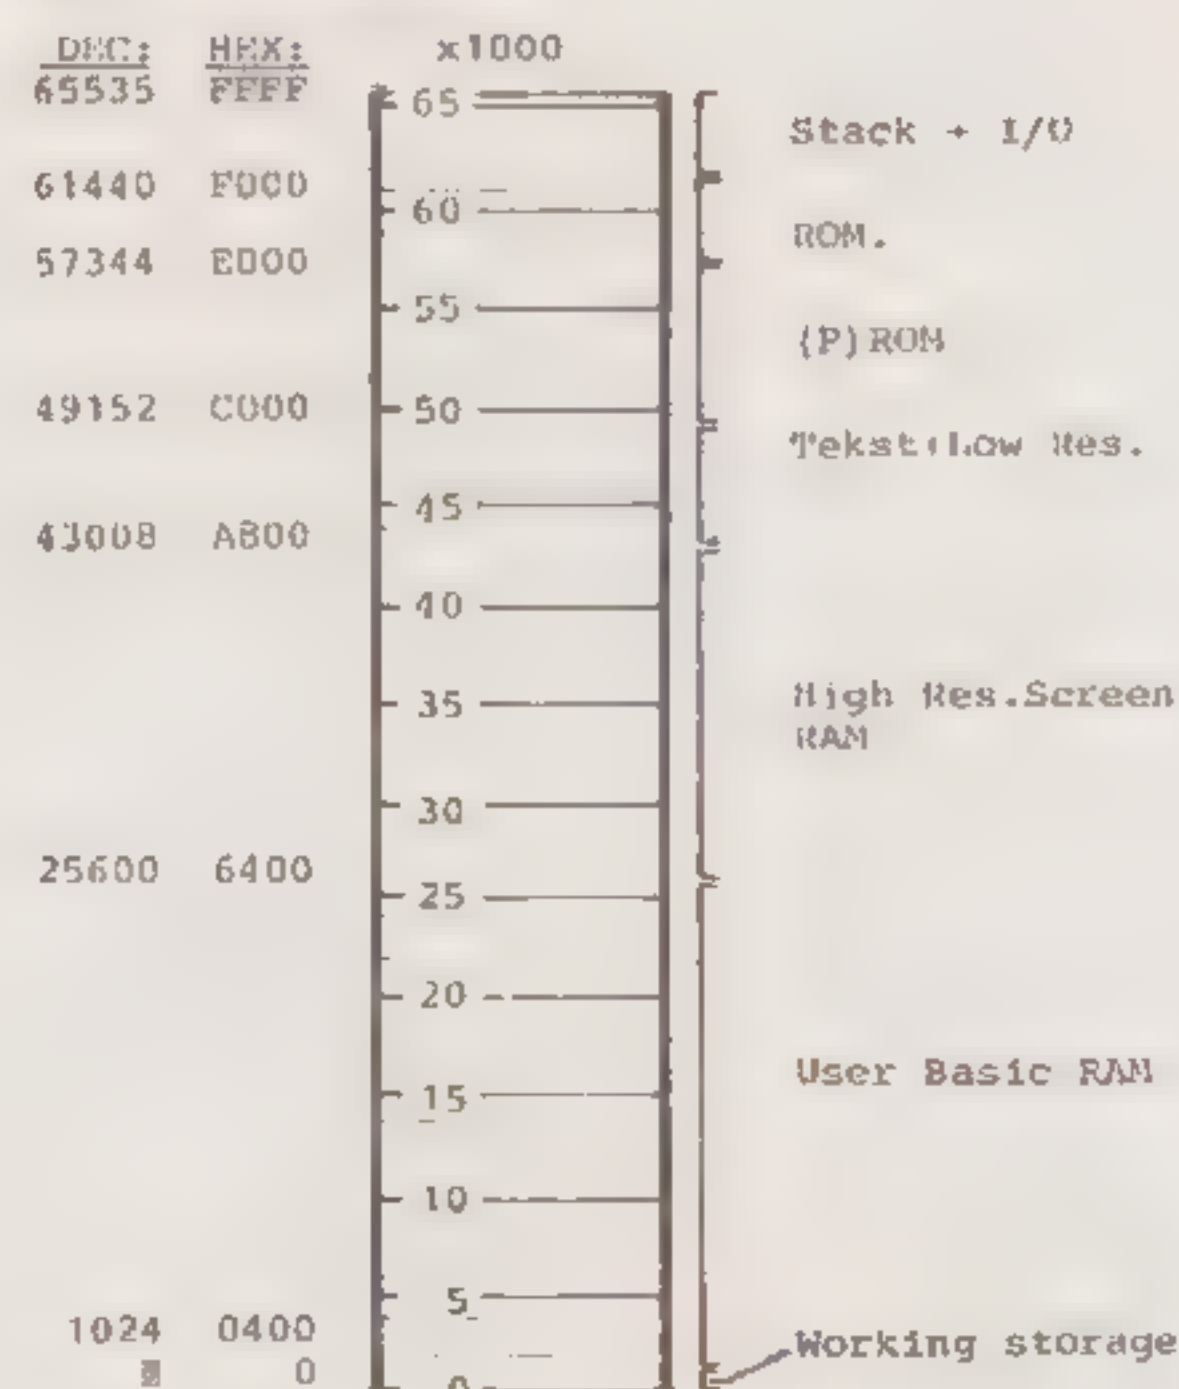 DEC: HEX: x1000
65535 FFFF
65
Stack + I/O
61440 F000
60
ROM.
57344 E000
55
(P)ROM
49152 C000
50
Tekst+Low Res.
45
43008 A800
40
High Res.Screen
35
RAM
30
25600 6400
25
20
User Basic RAM
15
10
5
1024 0400
Working storage
0
0